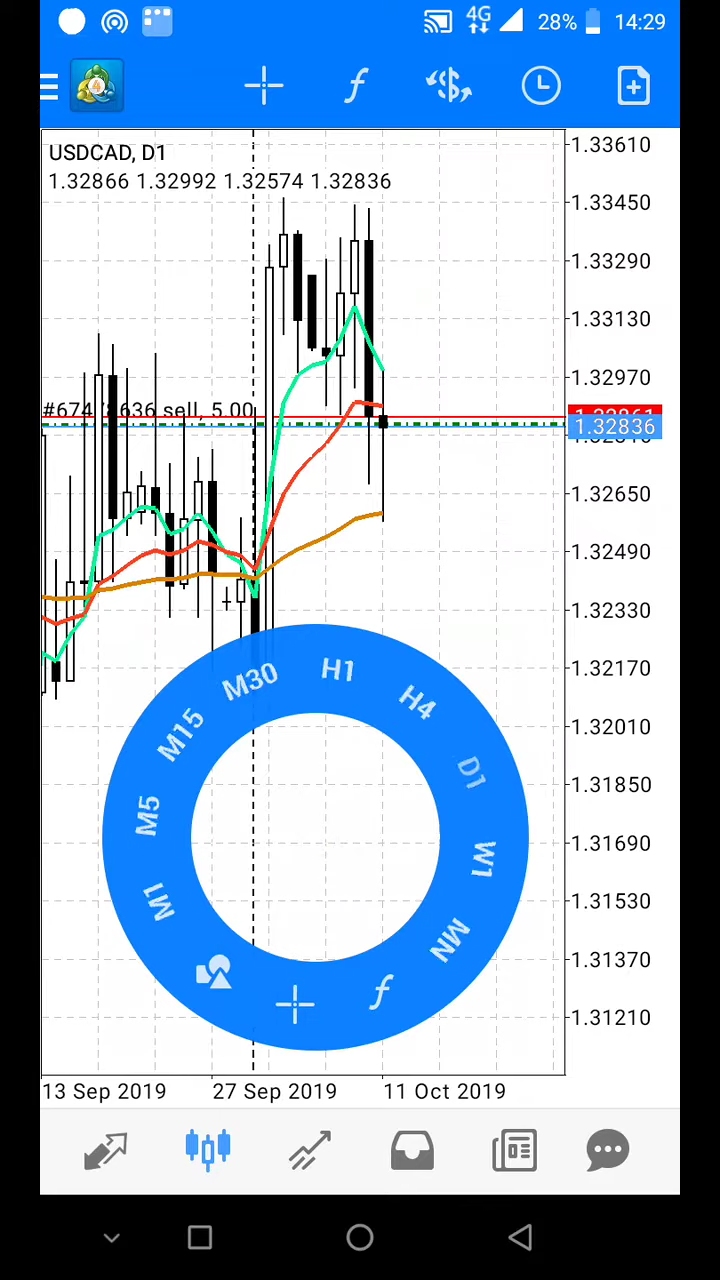 4G 28% 14:29
USDCAD, D1
1.32866 1.32992 1.32574 1.32836
1.33610
1.33450
1.33290
1.33130
1.32970
sell, 5.00
1.32836
1.32650
1.32490
1.32330
1.32170
1.32010
1.31850
1.31690
1.31530
1.31370
1.31210
M1
M5
M15
M30
H1
H4
D1
W1
MN
f
13 Sep 2019 27 Sep 2019 11 Oct 2019